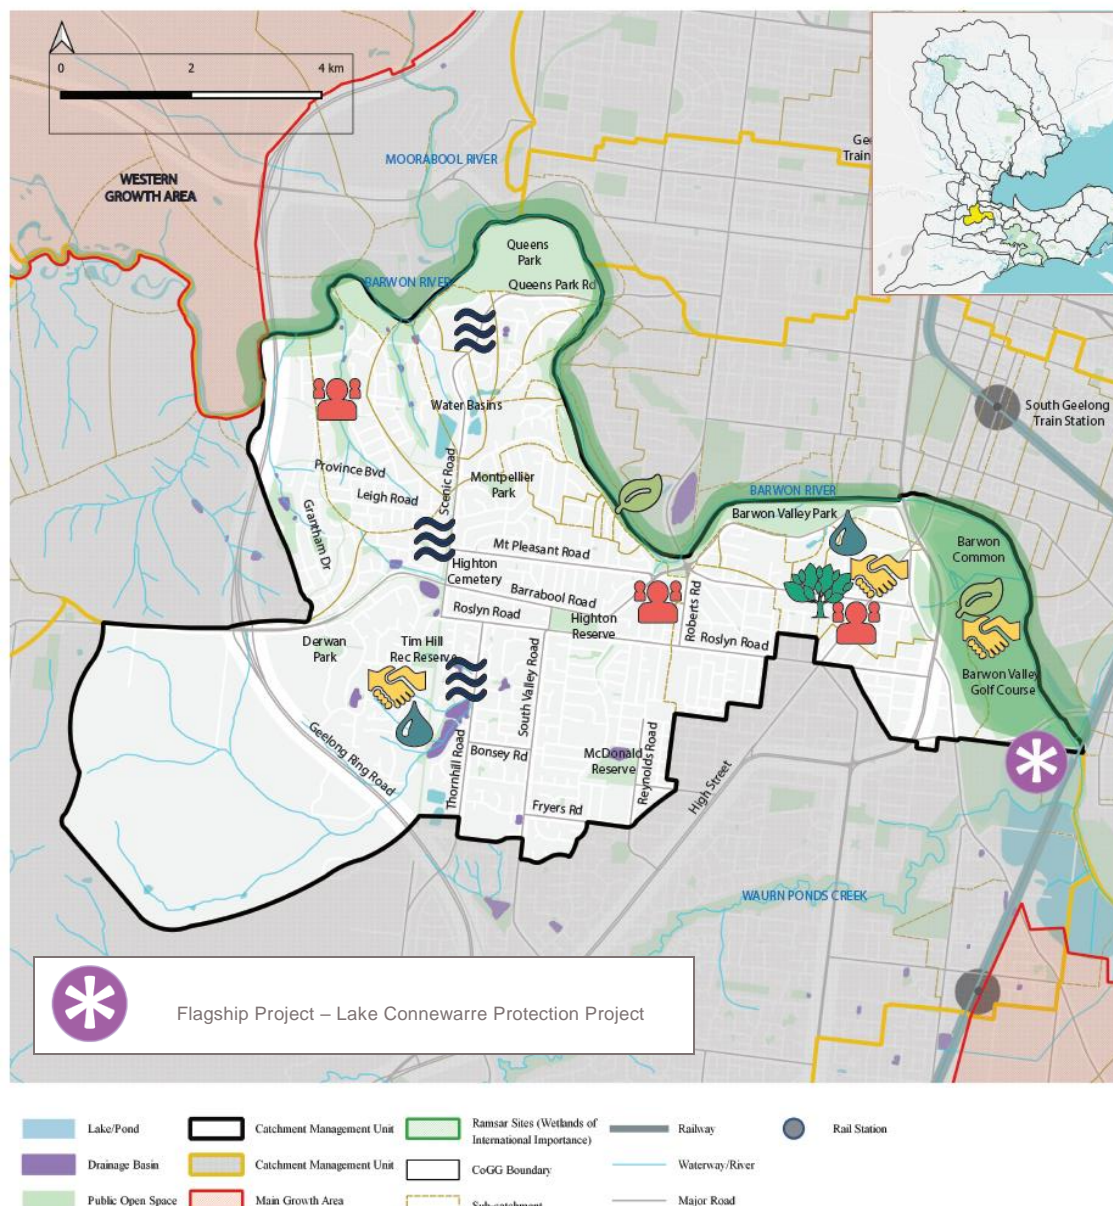 0 2 4 km
MOORABOOL RIVER
WESTERN
GROWTH AREA
Train
Queens
Park
BARWON RIVER
Queens Park Rd
Water Basins
South Geelong
Train Station
Province Bvd
Leigh Road
Scenic Road
Montpellier
Park
Grantham Dr
BARWON RIVER
Barwon Valley Park
Mt Pleasant Road
Barwon
Common
Highton
Cemetery
Barrabool Road
Roslyn Road
Highton
Reserve
Roberts Rd
Roslyn Road
Derwan
Park
Tim Hill
Rec Reserve
South Valley Road
Barwon Valley
Golf Course
Geelong Ring Road
Thornhill Road
Bonsey Rd
McDonald
Reserve
Reynolds Road
High Street
Fryers Rd
WAURN PONDS CREEK
Flagship Project – Lake Connewarre Protection Project
Lake/Pond
Catchment Management Unit
Ramsar Sites (Wetlands of
International Importance)
Railway
Rail Station
Drainage Basin
Catchment Management Unit
CoGG Boundary
Waterway/River
Public Open Space
Main Growth Area
Sub-catchment
Major Road